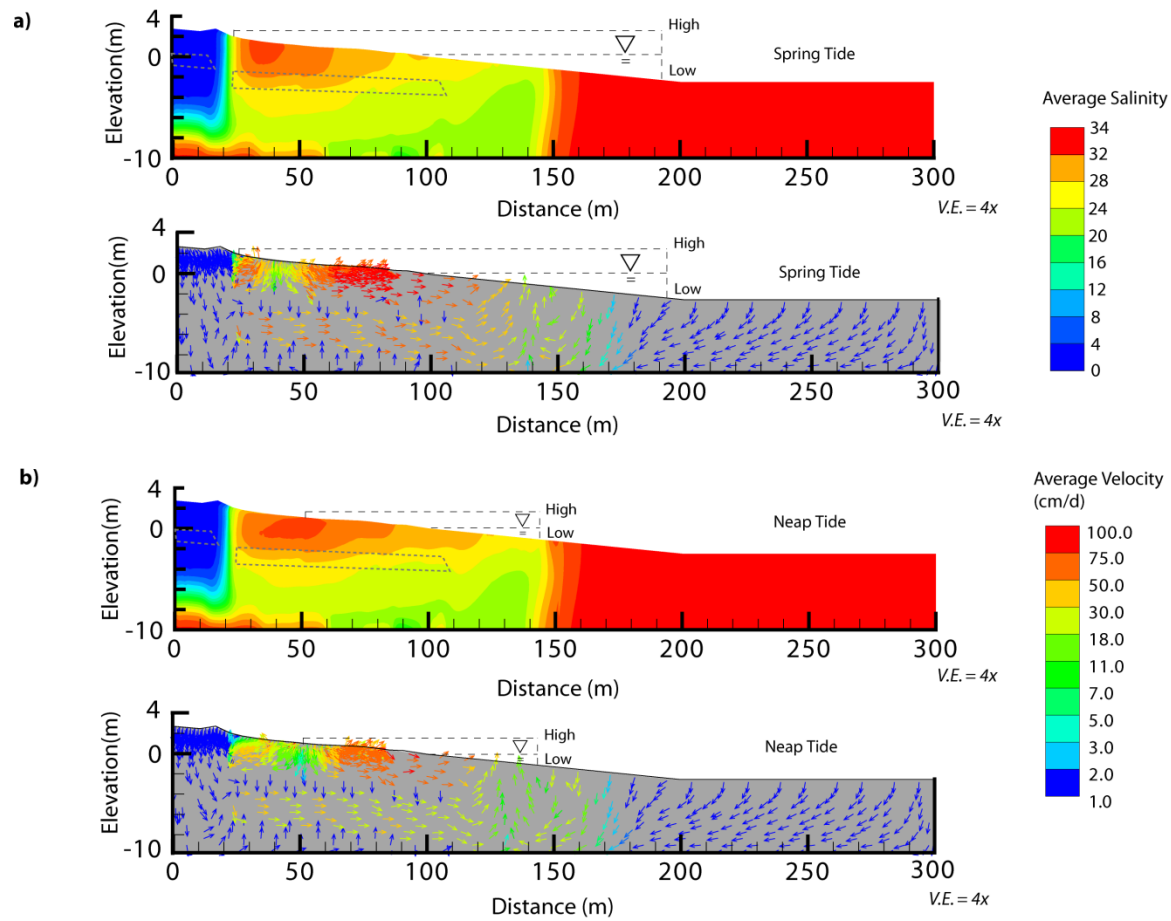 a)
4
0
-10
Elevation(m)
High
Low
Spring Tide
0 50 100 150 200 250 300
Distance (m)
V.E. = 4x
4
0
-10
Elevation(m)
High
Low
Spring Tide
0 50 100 150 200 250 300
Distance (m)
V.E. = 4x
Average Salinity
34
32
28
24
20
16
12
8
4
0
b)
4
0
-10
Elevation(m)
High
Low
Neap Tide
0 50 100 150 200 250 300
Distance (m)
V.E. = 4x
4
0
-10
Elevation(m)
High
Low
Neap Tide
0 50 100 150 200 250 300
Distance (m)
V.E. = 4x
Average Velocity
(cm/d)
100.0
75.0
50.0
30.0
18.0
11.0
7.0
5.0
3.0
2.0
1.0